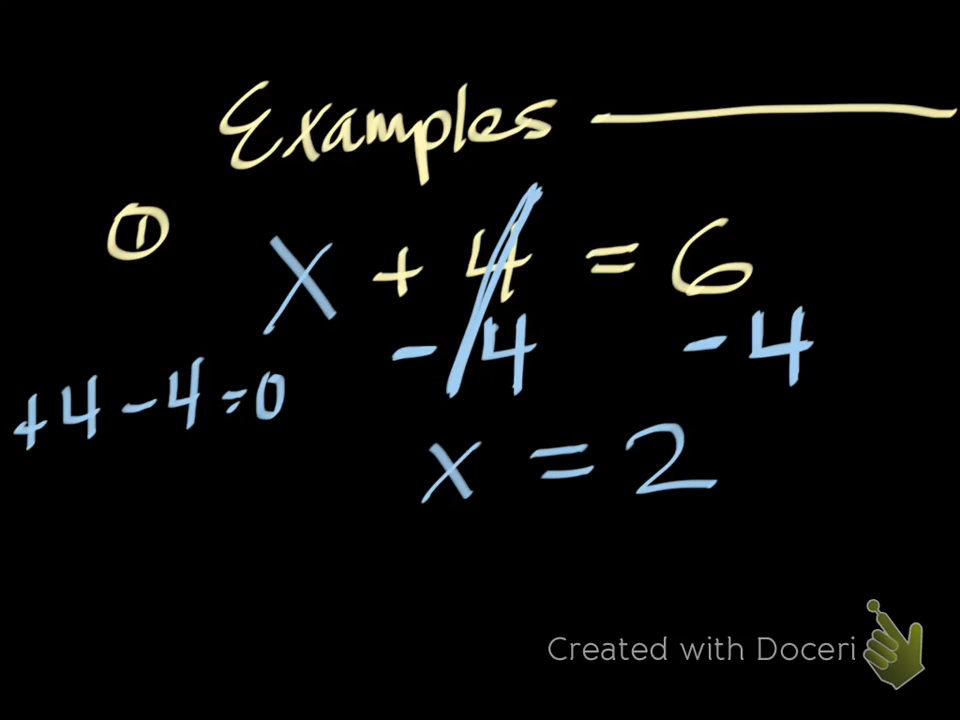 Examples
① x + 4 = 6
- 4 - 4
+4 - 4 = 0
x = 2
Created with Doceri